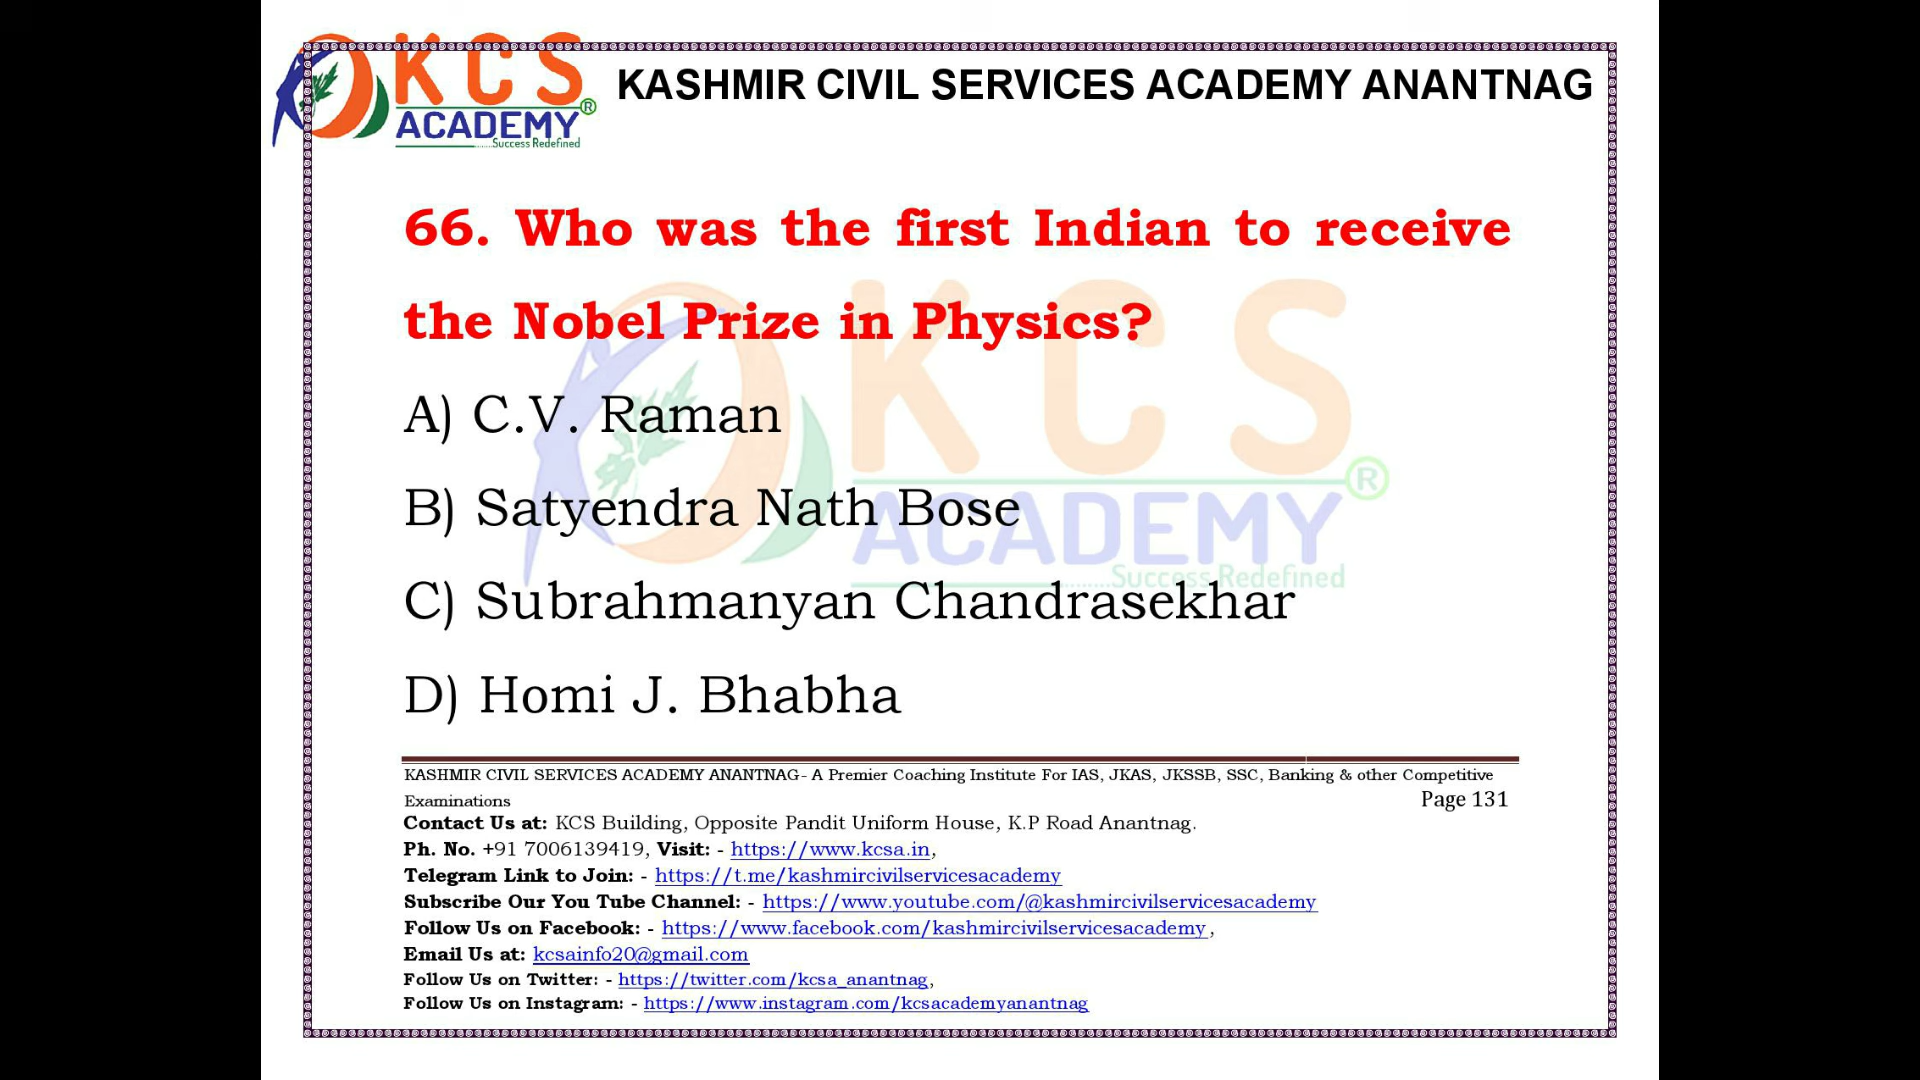 KCS
ACADEMY®
........Success Redefined
KASHMIR CIVIL SERVICES ACADEMY ANANTNAG
66. Who was the first Indian to receive
the Nobel Prize in Physics?
A) C.V. Raman
B) Satyendra Nath Bose
C) Subrahmanyan Chandrasekhar
D) Homi J. Bhabha
KCS
ACADEMY®
........Success Redefined
KASHMIR CIVIL SERVICES ACADEMY ANANTNAG- A Premier Coaching Institute For IAS, JKAS, JKSSB, SSC, Banking & other Competitive
Examinations Page 131
Contact Us at: KCS Building, Opposite Pandit Uniform House, K.P Road Anantnag.
Ph. No. +91 7006139419, Visit: - https://www.kcsa.in,
Telegram Link to Join: - https://t.me/kashmircivilservicesacademy
Subscribe Our You Tube Channel: - https://www.youtube.com/@kashmircivilservicesacademy
Follow Us on Facebook: - https://www.facebook.com/kashmircivilservicesacademy,
Email Us at: kcsainfo20@gmail.com
Follow Us on Twitter: - https://twitter.com/kcsa_anantnag,
Follow Us on Instagram: - https://www.instagram.com/kcsacademyanantnag